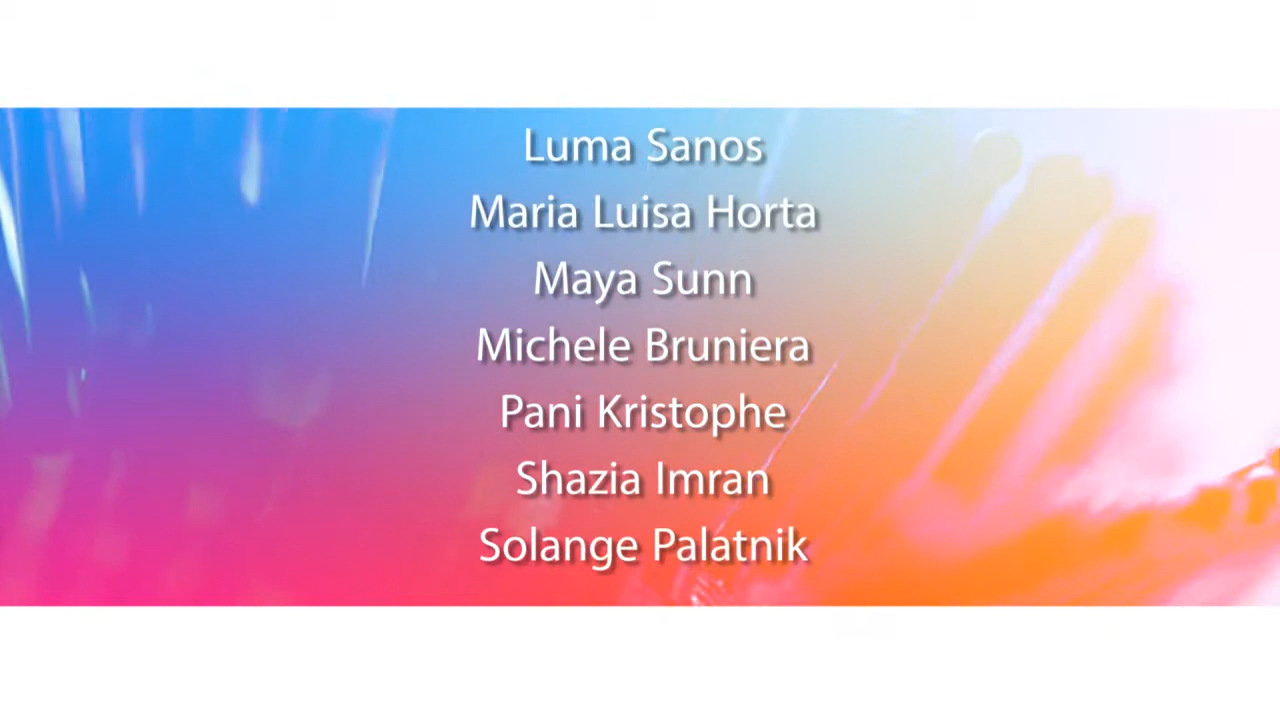 Luma Sanos
Maria Luisa Horta
Maya Sunn
Michele Bruniera
Pani Kristophe
Shazia Imran
Solange Palatnik